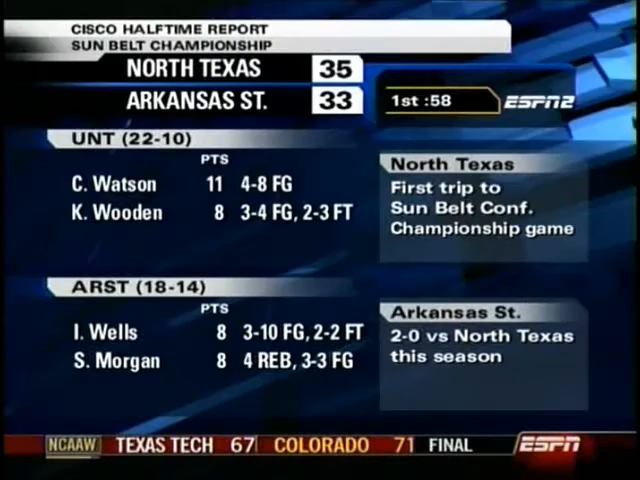 CISCO HALFTIME REPORT
SUN BELT CHAMPIONSHIP
NORTH TEXAS 35
ARKANSAS ST. 33
1st :58 ESPN2
UNT (22-10)
PTS
C. Watson 11 4-8 FG
K. Wooden 8 3-4 FG, 2-3 FT
North Texas
First trip to
Sun Belt Conf.
Championship game
ARST (18-14)
PTS
I. Wells 8 3-10 FG, 2-2 FT
S. Morgan 8 4 REB, 3-3 FG
Arkansas St.
2-0 vs North Texas
this season
NCAAW TEXAS TECH 67 COLORADO 71 FINAL ESPN